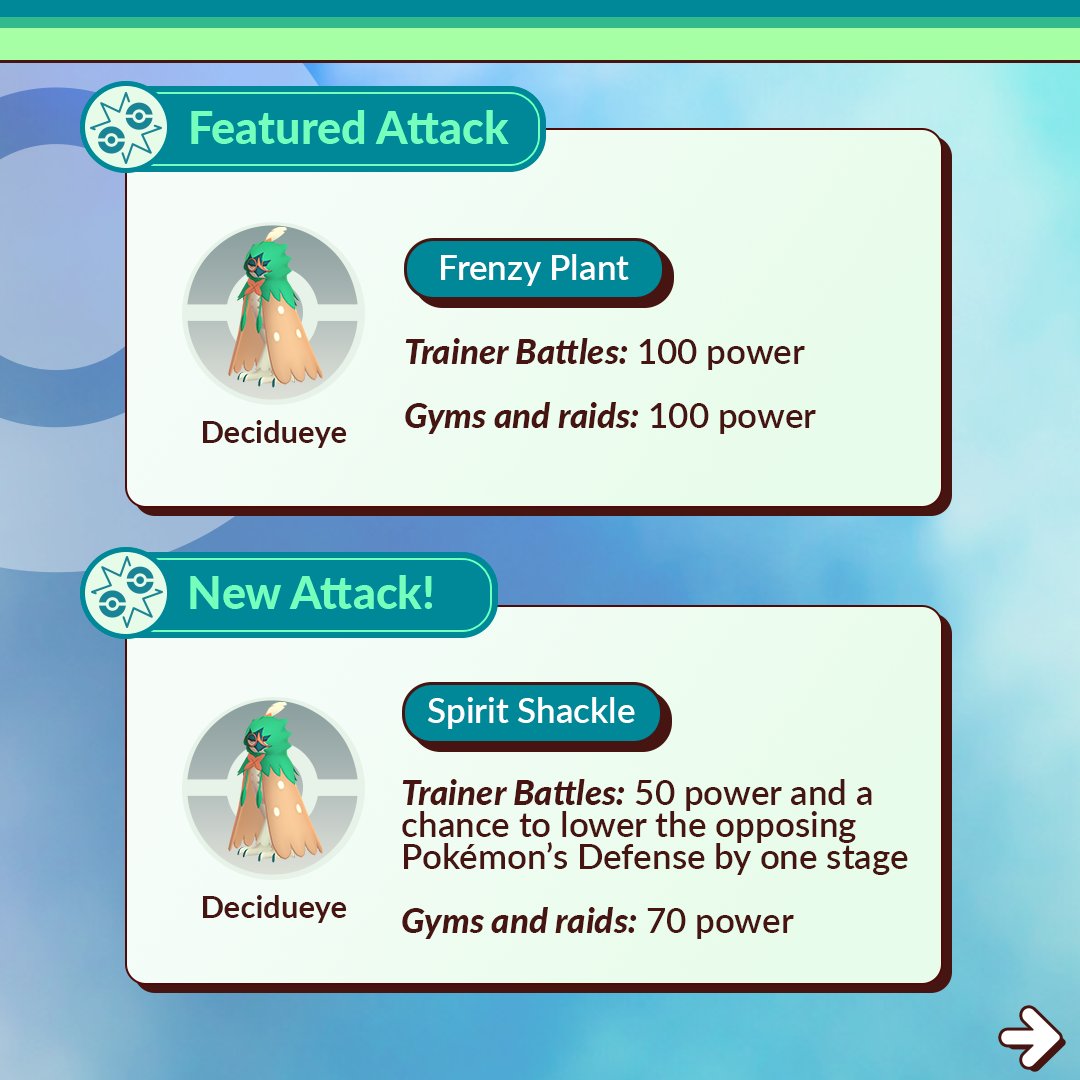 Featured Attack
Frenzy Plant
Trainer Battles: 100 power
Gyms and raids: 100 power
Decidueye
New Attack!
Spirit Shackle
Trainer Battles: 50 power and a
chance to lower the opposing
Pokémon’s Defense by one stage
Gyms and raids: 70 power
Decidueye